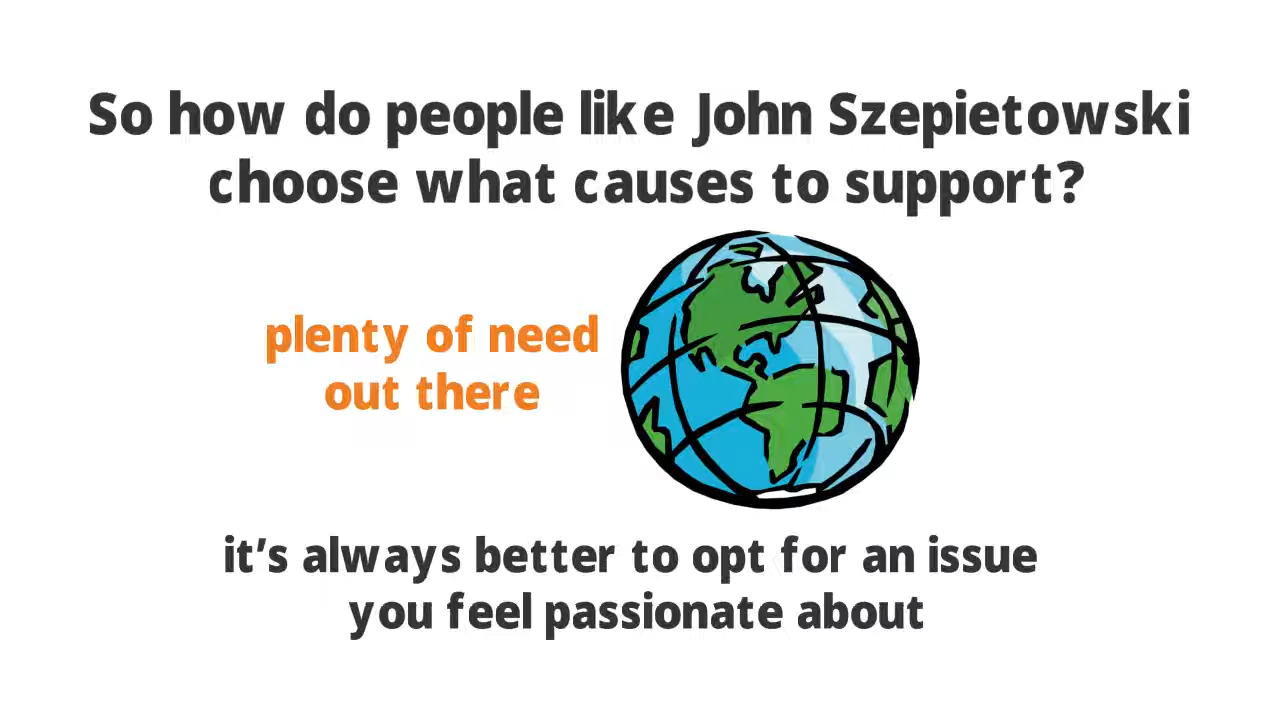 So how do people like John Szepietowski
choose what causes to support?
plenty of need
out there
it's always better to opt for an issue
you feel passionate about